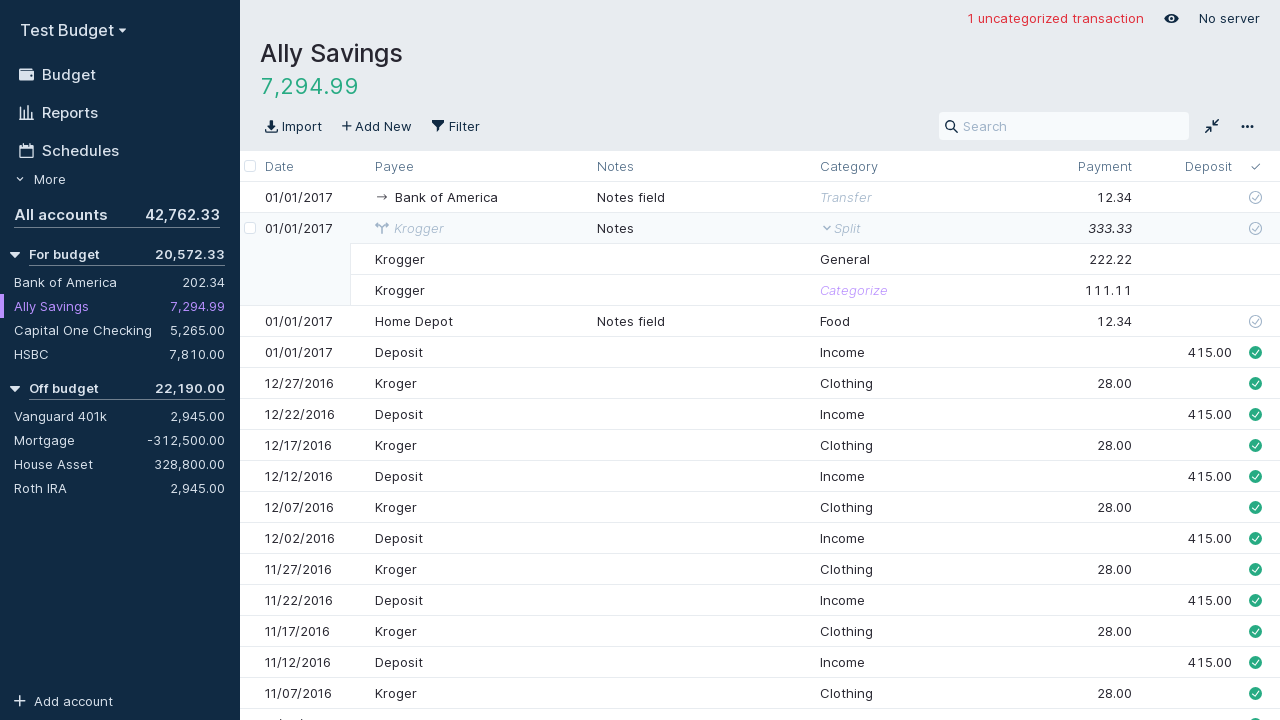 Test Budget
Budget
Reports
Schedules
More
All accounts 42,762.33
For budget 20,572.33
Bank of America 202.34
Ally Savings 7,294.99
Capital One Checking 5,265.00
HSBC 7,810.00
Off budget 22,190.00
Vanguard 401k 2,945.00
Mortgage -312,500.00
House Asset 328,800.00
Roth IRA 2,945.00
Add account
1 uncategorized transaction No server
Ally Savings
7,294.99
Import Add New Filter Search
Date Payee Notes Category Payment Deposit
01/01/2017 Bank of America Notes field Transfer 12.34
01/01/2017 Krogger Notes Split 333.33
Krogger General 222.22
Krogger Categorize 111.11
01/01/2017 Home Depot Notes field Food 12.34
01/01/2017 Deposit Income 415.00
12/27/2016 Kroger Clothing 28.00
12/22/2016 Deposit Income 415.00
12/17/2016 Kroger Clothing 28.00
12/12/2016 Deposit Income 415.00
12/07/2016 Kroger Clothing 28.00
12/02/2016 Deposit Income 415.00
11/27/2016 Kroger Clothing 28.00
11/22/2016 Deposit Income 415.00
11/17/2016 Kroger Clothing 28.00
11/12/2016 Deposit Income 415.00
11/07/2016 Kroger Clothing 28.00